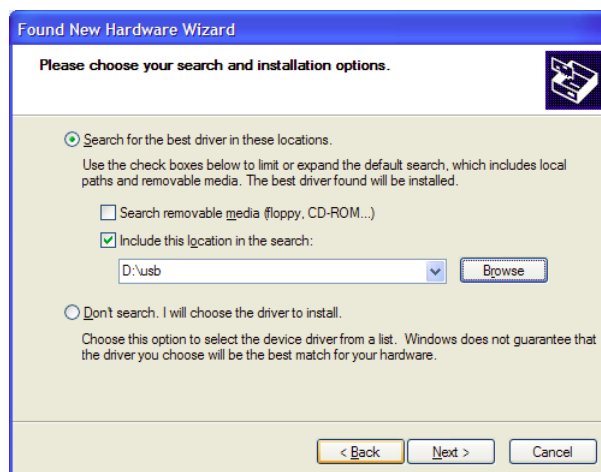 Found New Hardware Wizard
Please choose your search and installation options.
Search for the best driver in these locations.
Use the check boxes below to limit or expand the default search, which includes local
paths and removable media. The best driver found will be installed.
Search removable media (floppy, CD-ROM...)
Include this location in the search:
D:\usb
Browse
Don't search. I will choose the driver to install.
Choose this option to select the device driver from a list. Windows does not guarantee that
the driver you choose will be the best match for your hardware.
< Back Next > Cancel